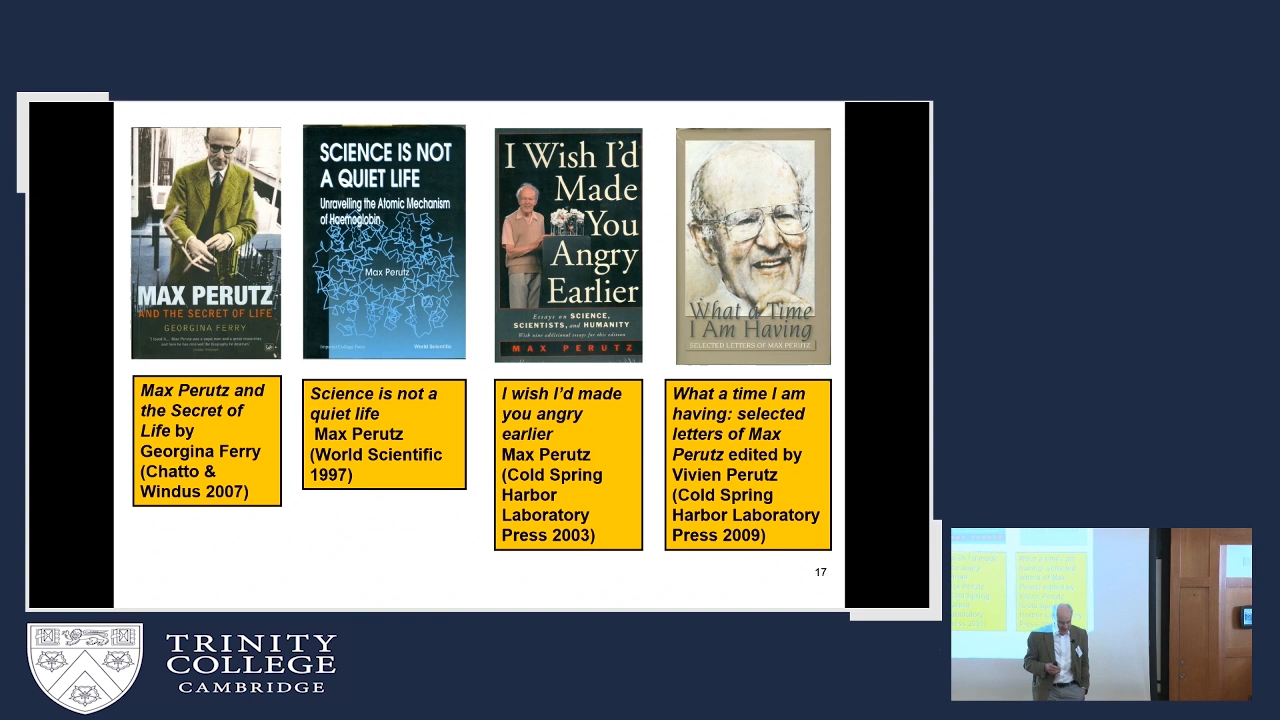 MAX PERUTZ
AND THE SECRET OF LIFE
GEORGINA FERRY
SCIENCE IS NOT
A QUIET LIFE
Unravelling the Atomic Mechanism
of Haemoglobin
Max Perutz
Imperial College Press
World Scientific
I Wish I'd
Made
You
Angry
Earlier
Essays on SCIENCE,
SCIENTISTS, and HUMANITY
With nine additional essays for this edition
MAX PERUTZ
What a Time
I Am Having
SELECTED LETTERS OF MAX PERUTZ
Max Perutz and
the Secret of
Life by
Georgina Ferry
(Chatto &
Windus 2007)
Science is not a
quiet life
Max Perutz
(World Scientific
1997)
I wish I'd made
you angry
earlier
Max Perutz
(Cold Spring
Harbor
Laboratory
Press 2003)
What a time I am
having: selected
letters of Max
Perutz edited by
Vivien Perutz
(Cold Spring
Harbor Laboratory
Press 2009)
17
TRINITY
COLLEGE
CAMBRIDGE